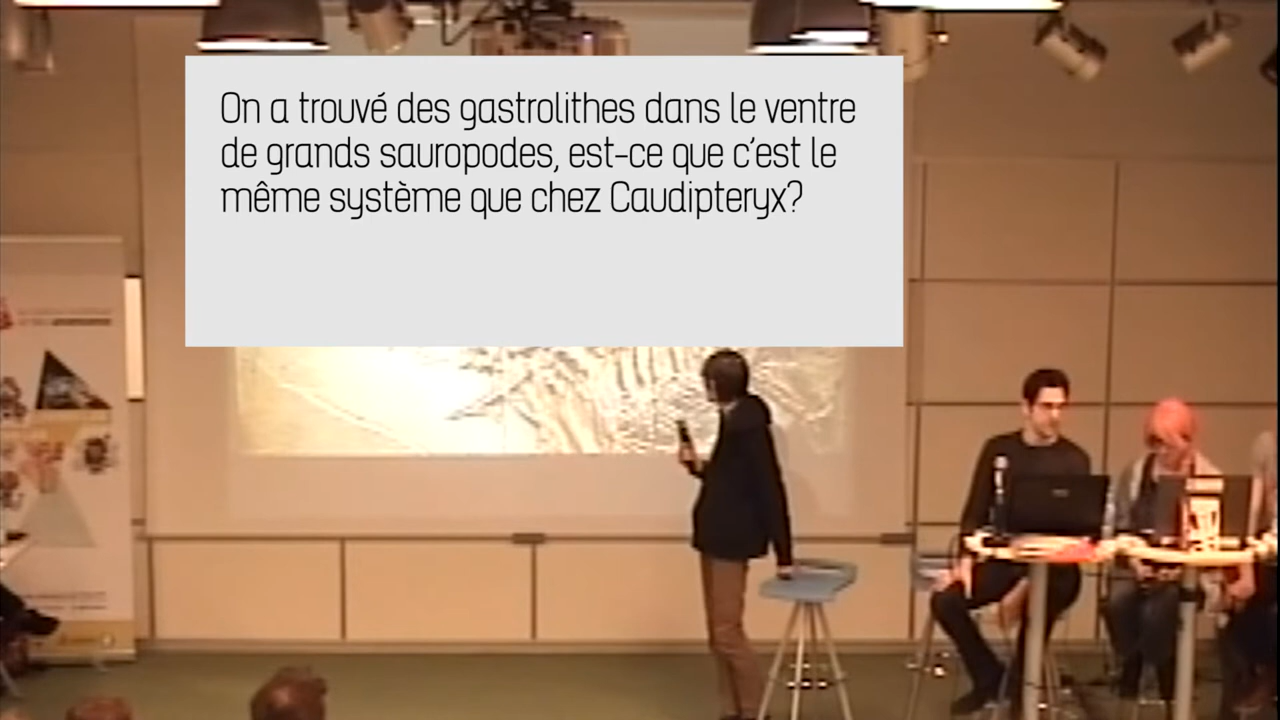 On a trouvé des gastrolithes dans le ventre
de grands sauropodes, est-ce que c'est le
même système que chez Caudipteryx?